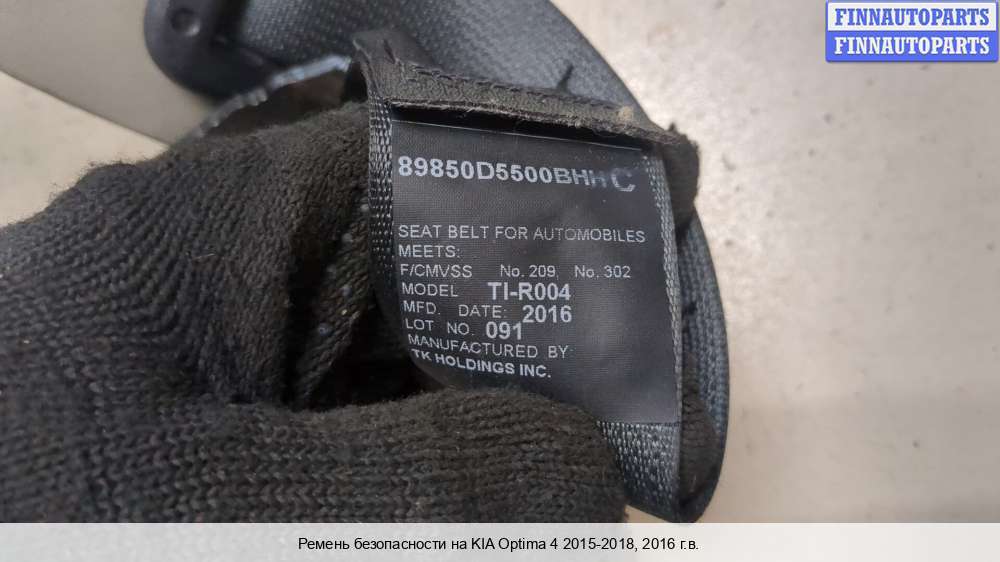 FINNAUTOPARTS
FINNAUTOPARTS
89850D5500BHH C
SEAT BELT FOR AUTOMOBILES
MEETS:
F/CMVSS No. 209, No. 302
MODEL TI-R004
MFD. DATE: 2016
LOT NO. 091
MANUFACTURED BY:
TK HOLDINGS INC.
Ремень безопасности на KIA Optima 4 2015-2018, 2016 г.в.